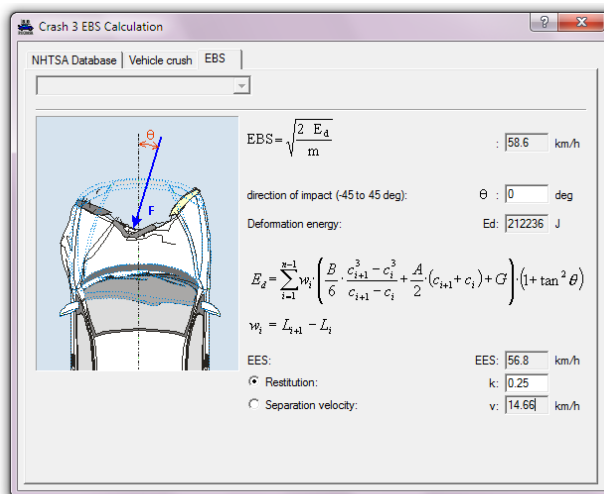 Crash 3 EBS Calculation
NHTSA Database Vehicle crush EBS
θ
F
EBS = √(2 E_d / m) : 58.6 km/h
direction of impact (-45 to 45 deg): θ : 0 deg
Deformation energy: Ed: 212236 J
E_d = ∑_{i=1}^{n-1} w_i · (B/6 · (c_{i+1}^3 − c_i^3)/(c_{i+1} − c_i) + A/2 · (c_{i+1} + c_i) + G) · (1 + tan^2 θ)
w_i = L_{i+1} − L_i
EES: EES: 56.8 km/h
Restitution: k: 0.25
Separation velocity: v: 14.66 km/h